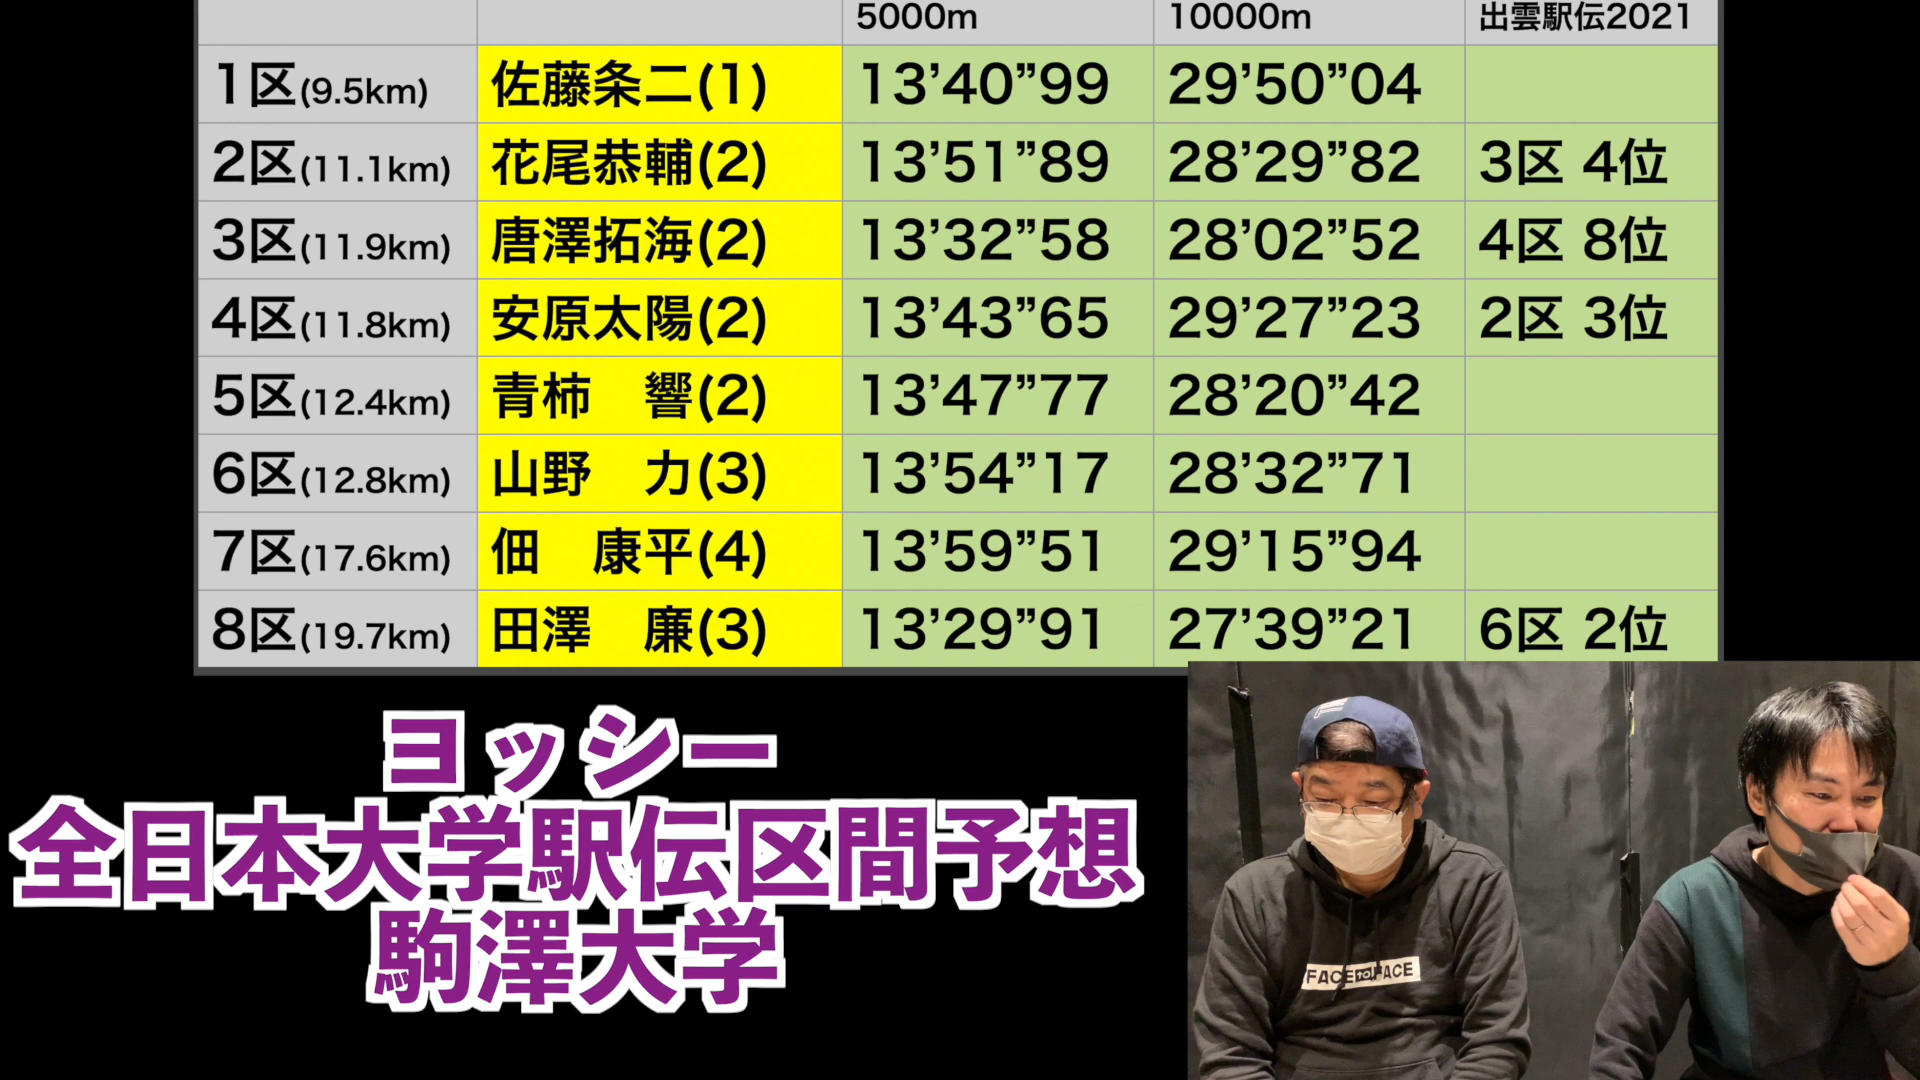 5000m 10000m 出雲駅伝2021
1区(9.5km) 佐藤条二(1) 13’40”99 29’50”04
2区(11.1km) 花尾恭輔(2) 13’51”89 28’29”82 3区 4位
3区(11.9km) 唐澤拓海(2) 13’32”58 28’02”52 4区 8位
4区(11.8km) 安原太陽(2) 13’43”65 29’27”23 2区 3位
5区(12.4km) 青柿　響(2) 13’47”77 28’20”42
6区(12.8km) 山野　力(3) 13’54”17 28’32”71
7区(17.6km) 佃　康平(4) 13’59”51 29’15”94
8区(19.7km) 田澤　廉(3) 13’29”91 27’39”21 6区 2位
ヨッシー
全日本大学駅伝区間予想
駒澤大学
FACE TO FACE